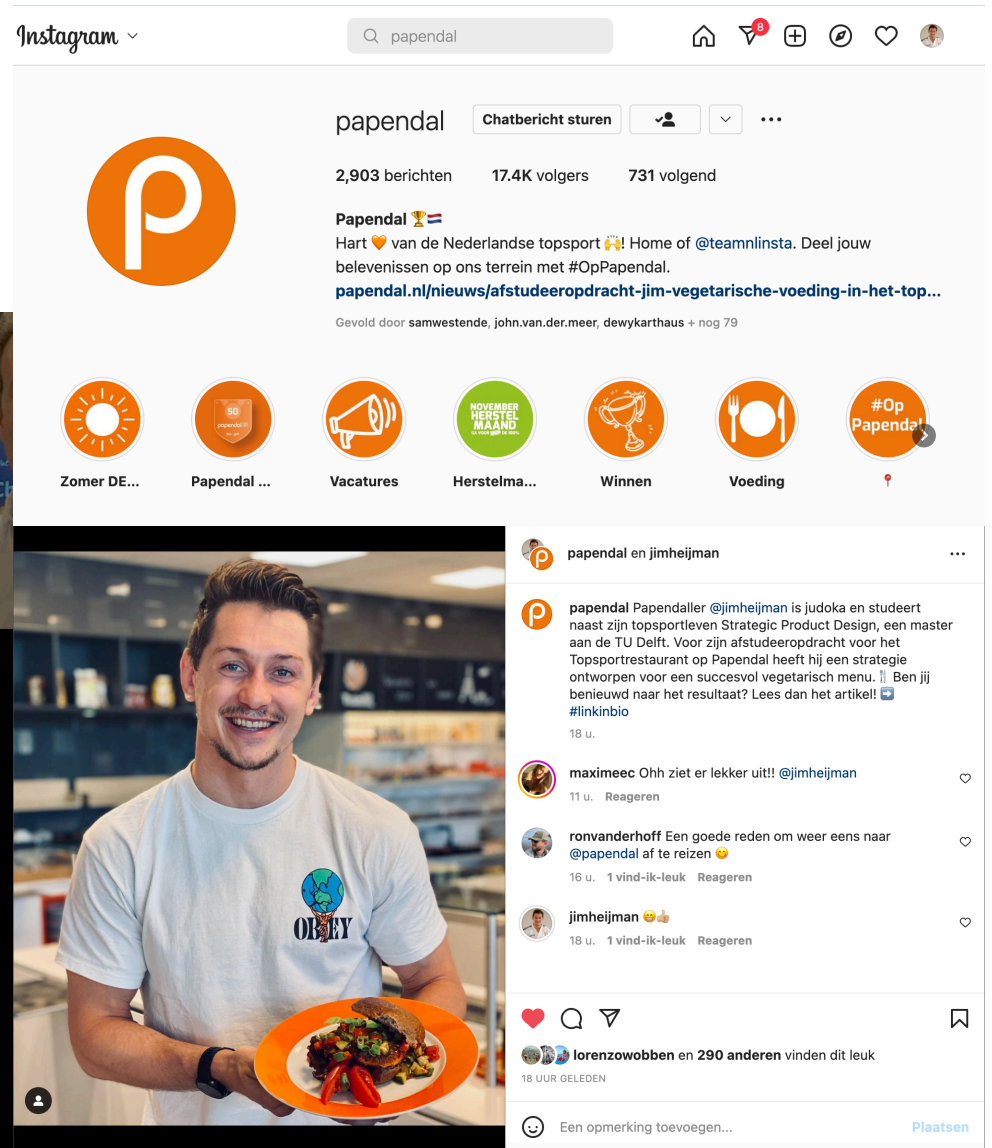 Instagram
papendal
8
papendal
Chatbericht sturen
2,903 berichten 17.4K volgers 731 volgend
Papendal 🏆🇳🇱
Hart 🧡 van de Nederlandse topsport 🙌! Home of @teamnlinsta. Deel jouw
belevenissen op ons terrein met #OpPapendal.
papendal.nl/nieuws/afstudeeropdracht-jim-vegetarische-voeding-in-het-top...
Gevold door samwestende, john.van.der.meer, dewykarthaus + nog 79
50
papendal
NOVEMBER
HERSTEL
MAAND
GA VOOR JOUW DE 100%
#Op
Papendal
Zomer DE... Papendal ... Vacatures Herstelma... Winnen Voeding 📍
OBEY
papendal en jimheijman
papendal Papendaller @jimheijman is judoka en studeert
naast zijn topsportleven Strategic Product Design, een master
aan de TU Delft. Voor zijn afstudeeropdracht voor het
Topsportrestaurant op Papendal heeft hij een strategie
ontworpen voor een succesvol vegetarisch menu.🍴 Ben jij
benieuwd naar het resultaat? Lees dan het artikel! ➡️
#linkinbio
18 u.
maximeec Ohh ziet er lekker uit!! @jimheijman
11 u. Reageren
ronvanderhoff Een goede reden om weer eens naar
@papendal af te reizen 😋
16 u. 1 vind-ik-leuk Reageren
jimheijman 😁👍🏼
18 u. 1 vind-ik-leuk Reageren
lorenzowobben en 290 anderen vinden dit leuk
18 UUR GELEDEN
Een opmerking toevoegen... Plaatsen